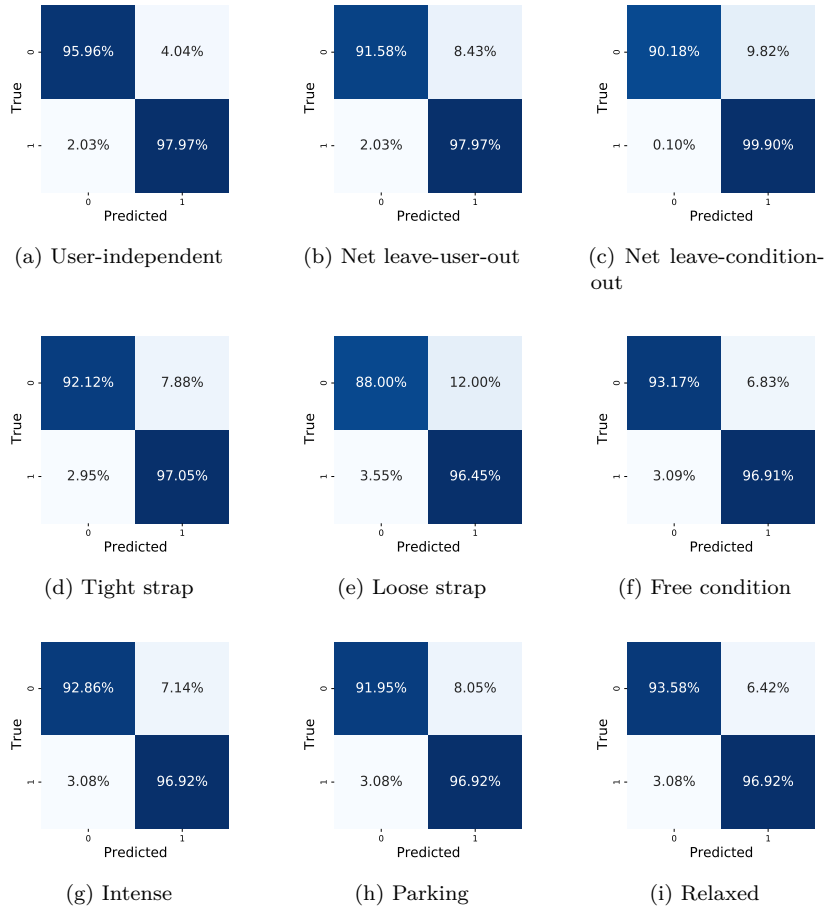 0 95.96% 4.04% 0 91.58% 8.43% 0 90.18% 9.82%
True True True
1 2.03% 97.97% 1 2.03% 97.97% 1 0.10% 99.90%
0 1 0 1 0 1
Predicted Predicted Predicted
(a) User-independent (b) Net leave-user-out (c) Net leave-condition-
out
0 92.12% 7.88% 0 88.00% 12.00% 0 93.17% 6.83%
True True True
1 2.95% 97.05% 1 3.55% 96.45% 1 3.09% 96.91%
0 1 0 1 0 1
Predicted Predicted Predicted
(d) Tight strap (e) Loose strap (f) Free condition
0 92.86% 7.14% 0 91.95% 8.05% 0 93.58% 6.42%
True True True
1 3.08% 96.92% 1 3.08% 96.92% 1 3.08% 96.92%
0 1 0 1 0 1
Predicted Predicted Predicted
(g) Intense (h) Parking (i) Relaxed